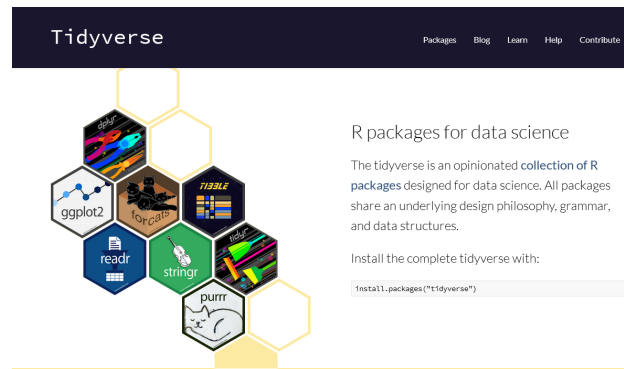 Tidyverse
Packages Blog Learn Help Contribute
dplyr
ggplot2
forcats
TIBBLE
readr
stringr
tidyr
purrr
R packages for data science
The tidyverse is an opinionated collection of R
packages designed for data science. All packages
share an underlying design philosophy, grammar,
and data structures.
Install the complete tidyverse with:
install.packages("tidyverse")